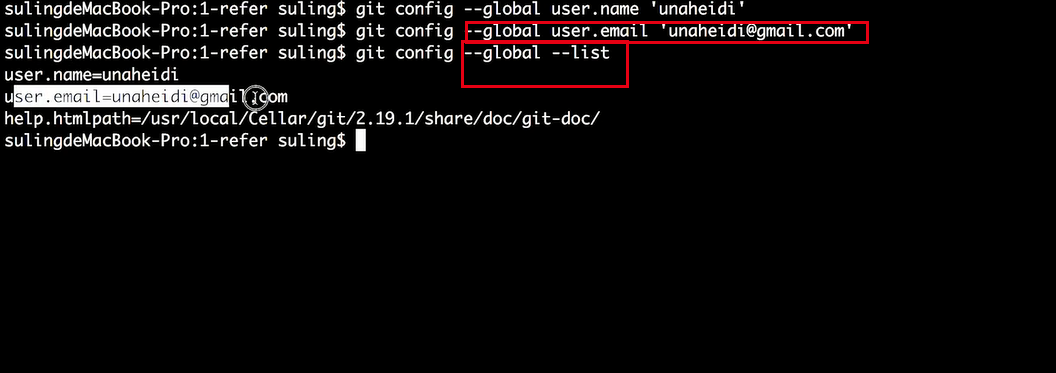 sulingdeMacBook-Pro:1-refer suling$ git config --global user.name 'unaheidi'
sulingdeMacBook-Pro:1-refer suling$ git config --global user.email 'unaheidi@gmail.com'
sulingdeMacBook-Pro:1-refer suling$ git config --global --list
user.name=unaheidi
user.email=unaheidi@gmail.com
help.htmlpath=/usr/local/Cellar/git/2.19.1/share/doc/git-doc/
sulingdeMacBook-Pro:1-refer suling$